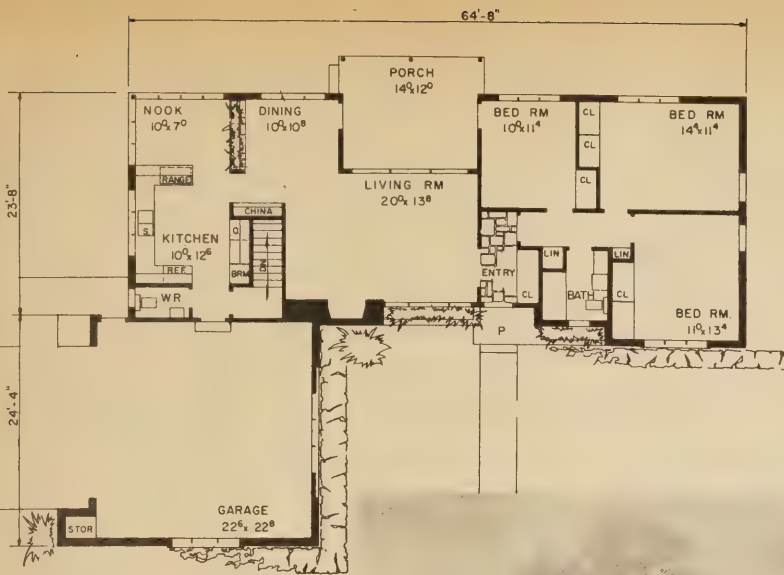 64'-8"
PORCH
14⁰x12⁰
NOOK
10⁰x7⁰
DINING
10⁰x10⁸
BED RM
10⁰x11⁴
CL
CL
CL
BED RM
14⁴x11⁴
RANGE
LIVING RM
20⁰x13⁸
23'-8"
CHINA
S
KITCHEN
10⁰x12⁶
O
DN
REF.
BRM
ENTRY
LIN
LIN
WR
CL
BATH
CL
BED RM.
11⁰x13⁴
P
24'-4"
GARAGE
22⁶x22⁸
STOR